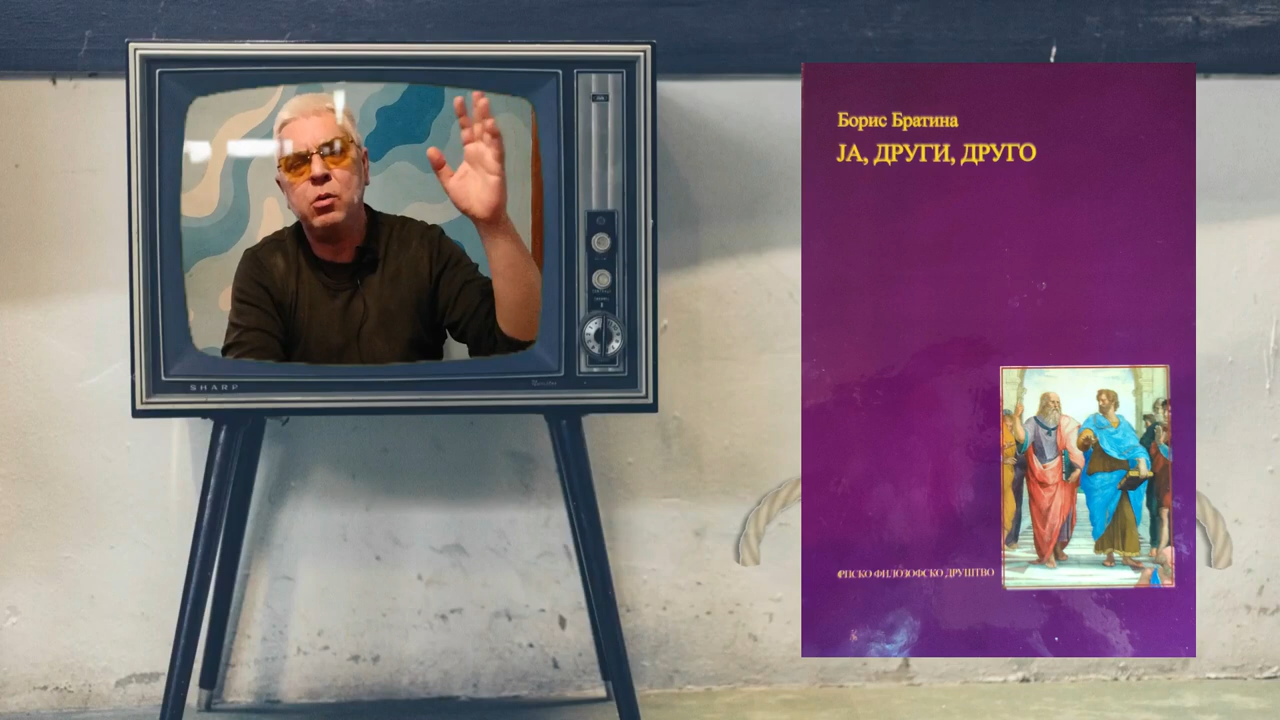 SHARP
Борис Братина
ЈА, ДРУГИ, ДРУГО
СРПСКО ФИЛОЗОФСКО ДРУШТВО